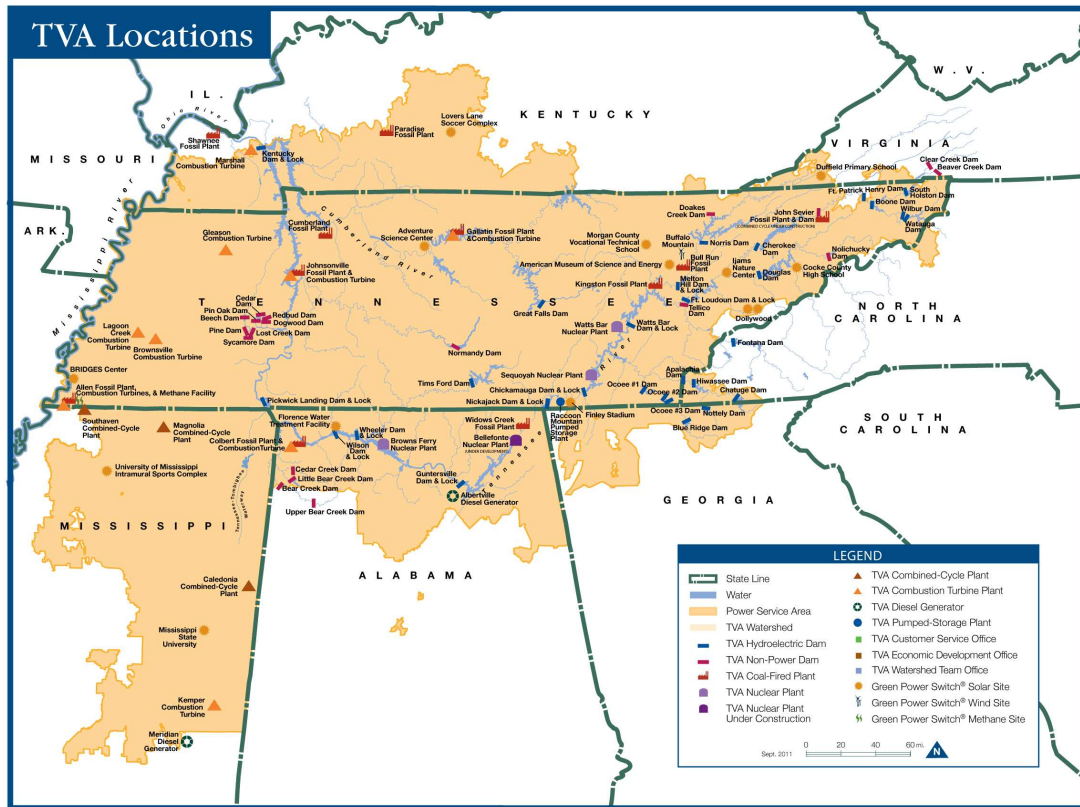 TVA Locations
W. V.
IL.
KENTUCKY
Ohio River
Lovers Lane
Soccer Complex
Paradise
Fossil Plant
Shawnee
Fossil Plant
MISSOURI
Marshall
Combustion Turbine
Kentucky
Dam & Lock
VIRGINIA
Duffield Primary School
Clear Creek Dam
Beaver Creek Dam
Ft. Patrick Henry Dam
South
Holston Dam
Boone Dam
Wilbur Dam
Watauga
Dam
Mississippi River
ARK.
Cumberland River
Doakes
Creek Dam
John Sevier
Fossil Plant & Dam
(COMBINED CYCLE UNDER CONSTRUCTION)
Cumberland
Fossil Plant
Gleason
Combustion Turbine
Adventure
Science Center
Gallatin Fossil Plant
&Combustion Turbine
Morgan County
Vocational Technical
School
Buffalo
Mountain
Norris Dam
Cherokee
Dam
Nolichucky
Dam
American Museum of Science and Energy
Bull Run
Fossil
Plant
Ijams
Nature
Center
Douglas
Dam
Cocke County
High School
Johnsonville
Fossil Plant &
Combustion Turbine
Kingston Fossil Plant
Melton
Hill Dam
& Lock
TENNESSEE
Cedar
Dam
Pin Oak Dam
Beech Dam
Redbud Dam
Dogwood Dam
Pine Dam
Lost Creek Dam
Sycamore Dam
Great Falls Dam
Ft. Loudoun Dam & Lock
Tellico
Dam
Dollywood
NORTH
CAROLINA
Lagoon
Creek
Combustion
Turbine
Brownsville
Combustion Turbine
Watts Bar
Nuclear Plant
Watts Bar
Dam & Lock
Fontana Dam
Mississippi River
Normandy Dam
River
BRIDGES Center
Allen Fossil Plant,
Combustion Turbines, & Methane Facility
Tims Ford Dam
Sequoyah Nuclear Plant
Chickamauga Dam & Lock
Nickajack Dam & Lock
Ocoee #1 Dam
Ocoee #2 Dam
Ocoee #3 Dam
Apalachia
Dam
Hiwassee Dam
Chatuge Dam
Nottely Dam
Blue Ridge Dam
Pickwick Landing Dam & Lock
Southaven
Combined-Cycle
Plant
Magnolia
Combined-Cycle
Plant
Florence Water
Treatment Facility
Wheeler Dam
& Lock
Wilson
Dam
& Lock
Browns Ferry
Nuclear Plant
Colbert Fossil Plant &
CombustionTurbine
Widows Creek
Fossil Plant
Bellefonte
Nuclear Plant
(UNDER DEVELOPMENT)
Raccoon
Mountain
Pumped
Storage
Plant
Finley Stadium
SOUTH
CAROLINA
University of Mississippi
Intramural Sports Complex
Cedar Creek Dam
Little Bear Creek Dam
Bear Creek Dam
Upper Bear Creek Dam
Tennessee-Tombigbee
Waterway
Guntersville
Dam & Lock
Albertville
Diesel Generator
GEORGIA
MISSISSIPPI
ALABAMA
Caledonia
Combined-Cycle
Plant
Mississippi
State
University
Kemper
Combustion
Turbine
Meridian
Diesel
Generator
LEGEND
State Line
Water
Power Service Area
TVA Watershed
TVA Hydroelectric Dam
TVA Non-Power Dam
TVA Coal-Fired Plant
TVA Nuclear Plant
TVA Nuclear Plant
Under Construction
TVA Combined-Cycle Plant
TVA Combustion Turbine Plant
TVA Diesel Generator
TVA Pumped-Storage Plant
TVA Customer Service Office
TVA Economic Development Office
TVA Watershed Team Office
Green Power Switch® Solar Site
Green Power Switch® Wind Site
Green Power Switch® Methane Site
Sept. 2011
0 20 40 60 mi.
N